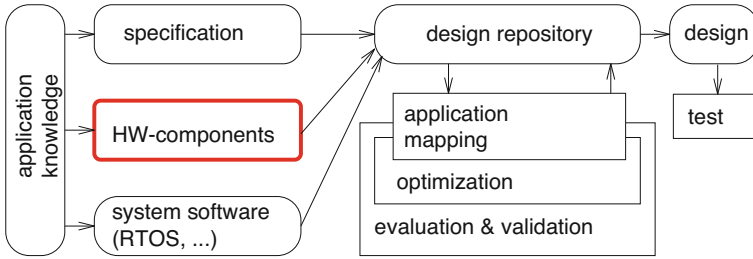 application
knowledge
specification
HW-components
system software
(RTOS, ...)
design repository
application
mapping
optimization
evaluation & validation
design
test